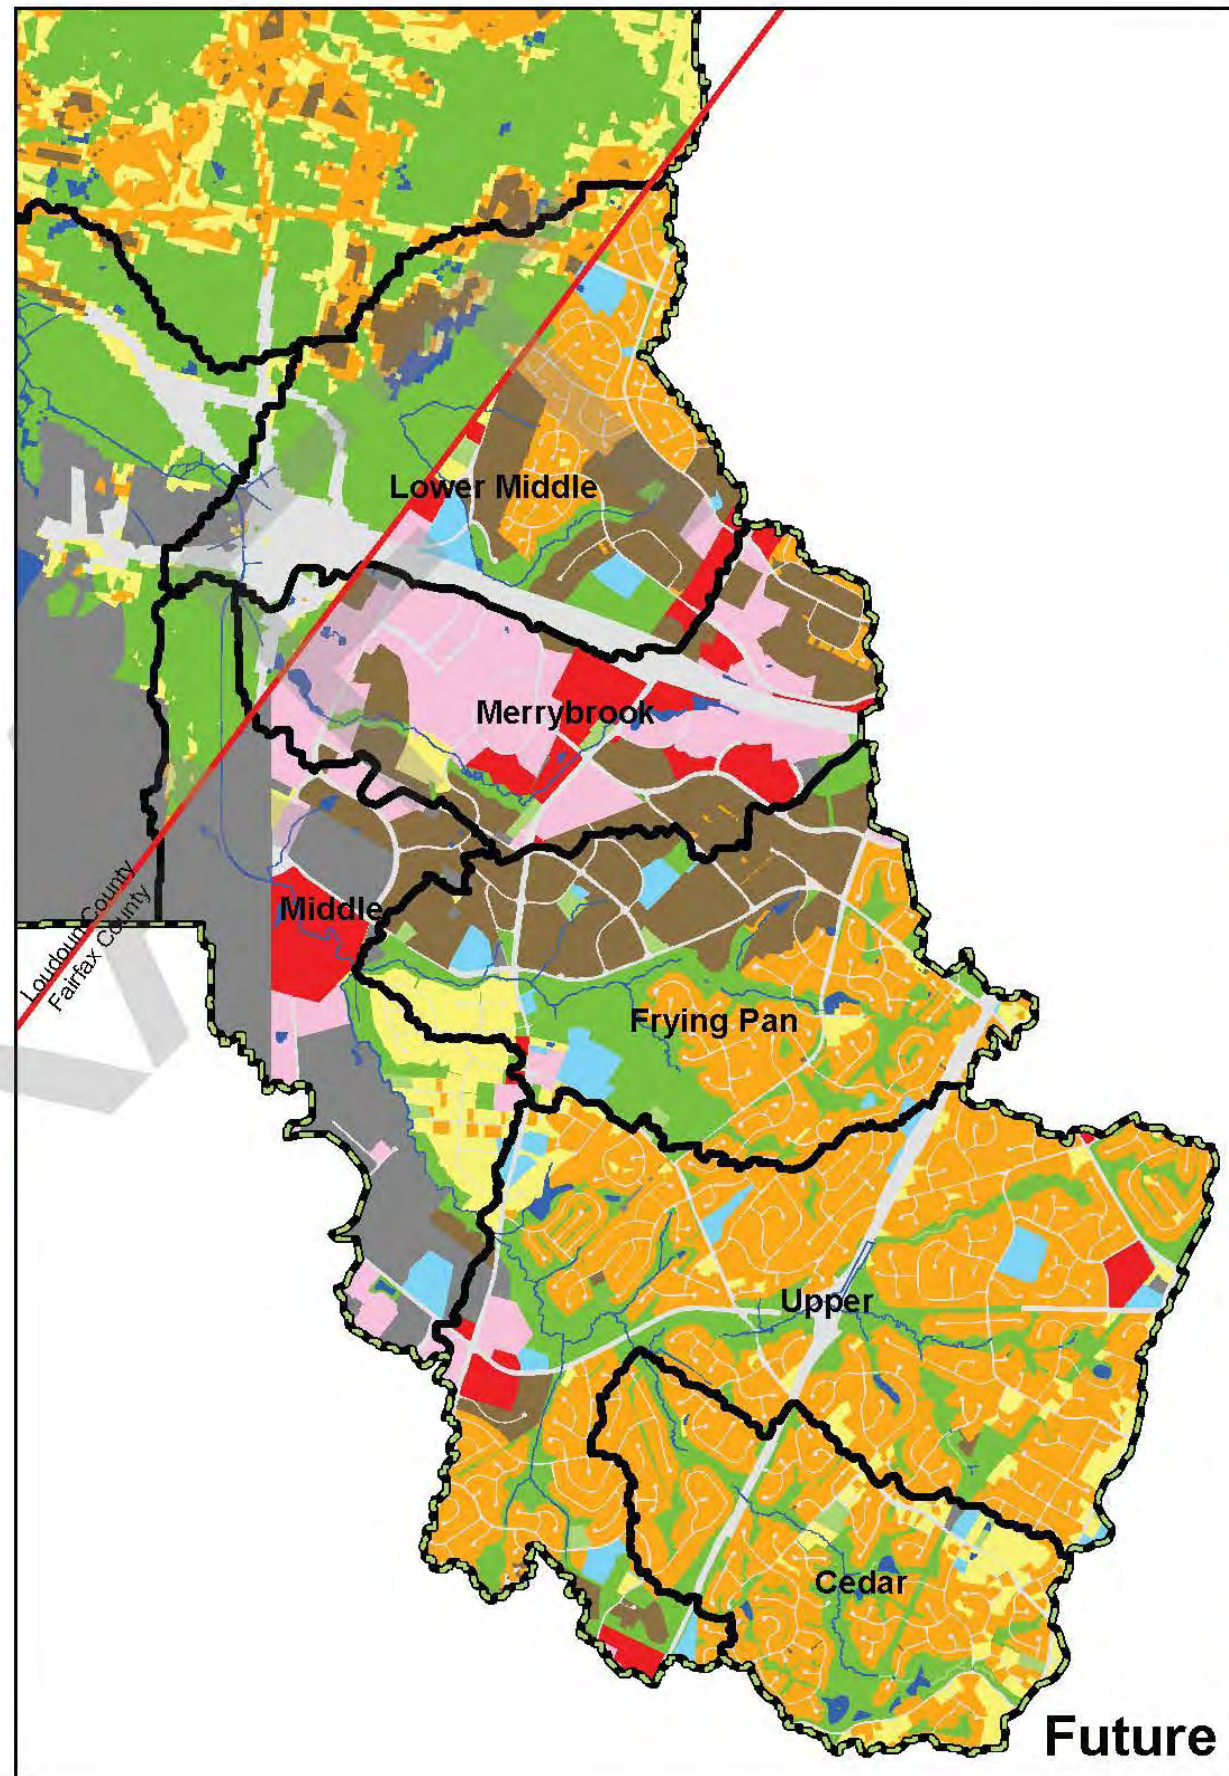 Lower Middle
Merrybrook
Middle
Loudoun County
Fairfax County
Frying Pan
Upper
Cedar
Future